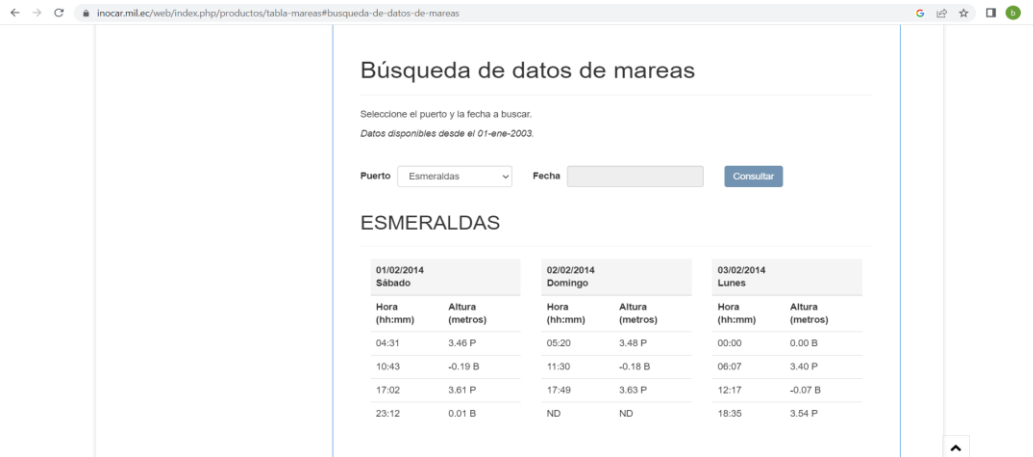 inocar.mil.ec/web/index.php/productos/tabla-mareas#busqueda-de-datos-de-mareas
b
Búsqueda de datos de mareas
Seleccione el puerto y la fecha a buscar.
Datos disponibles desde el 01-ene-2003.
Puerto Esmeraldas Fecha Consultar
ESMERALDAS
01/02/2014 02/02/2014 03/02/2014
Sábado Domingo Lunes
Hora Altura Hora Altura Hora Altura
(hh:mm) (metros) (hh:mm) (metros) (hh:mm) (metros)
04:31 3.46 P 05:20 3.48 P 00:00 0.00 B
10:43 -0.19 B 11:30 -0.18 B 06:07 3.40 P
17:02 3.61 P 17:49 3.63 P 12:17 -0.07 B
23:12 0.01 B ND ND 18:35 3.54 P